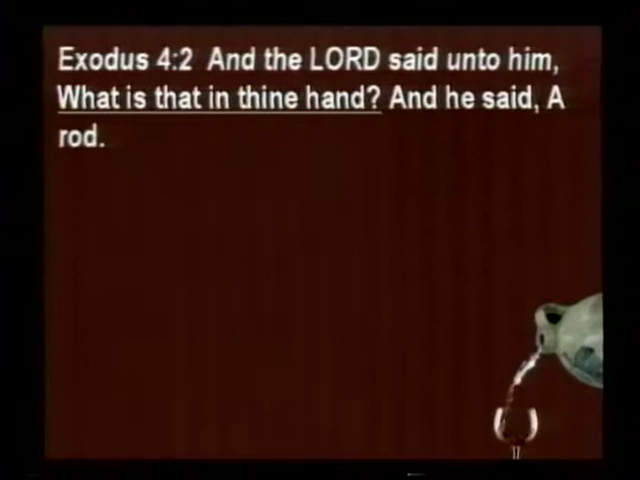 Exodus 4:2 And the LORD said unto him,
What is that in thine hand? And he said, A
rod.